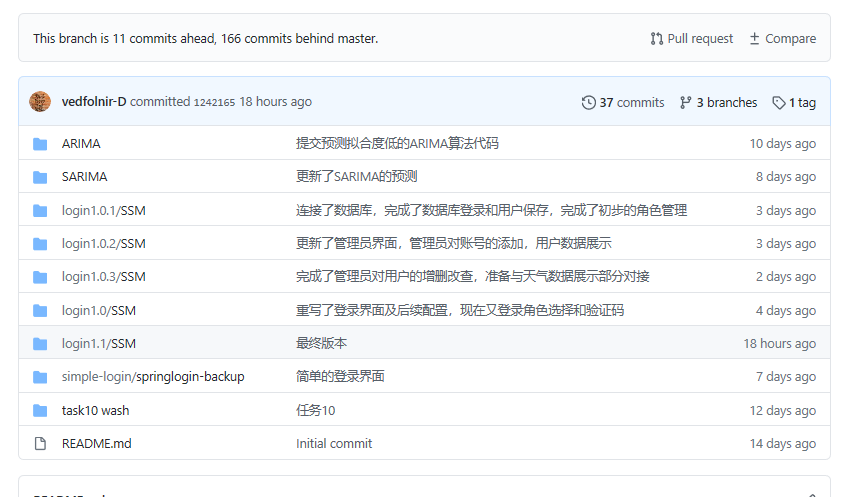 This branch is 11 commits ahead, 166 commits behind master. Pull request Compare
vedfolnir-D committed 1242165 18 hours ago 37 commits 3 branches 1 tag
ARIMA 提交预测拟合度低的ARIMA算法代码 10 days ago
SARIMA 更新了SARIMA的预测 8 days ago
login1.0.1/SSM 连接了数据库，完成了数据库登录和用户保存，完成了初步的角色管理 3 days ago
login1.0.2/SSM 更新了管理员界面，管理员对账号的添加，用户数据展示 3 days ago
login1.0.3/SSM 完成了管理员对用户的增删改查，准备与天气数据展示部分对接 2 days ago
login1.0/SSM 重写了登录界面及后续配置，现在又登录角色选择和验证码 4 days ago
login1.1/SSM 最终版本 18 hours ago
simple-login/springlogin-backup 简单的登录界面 7 days ago
task10 wash 任务10 12 days ago
README.md Initial commit 14 days ago